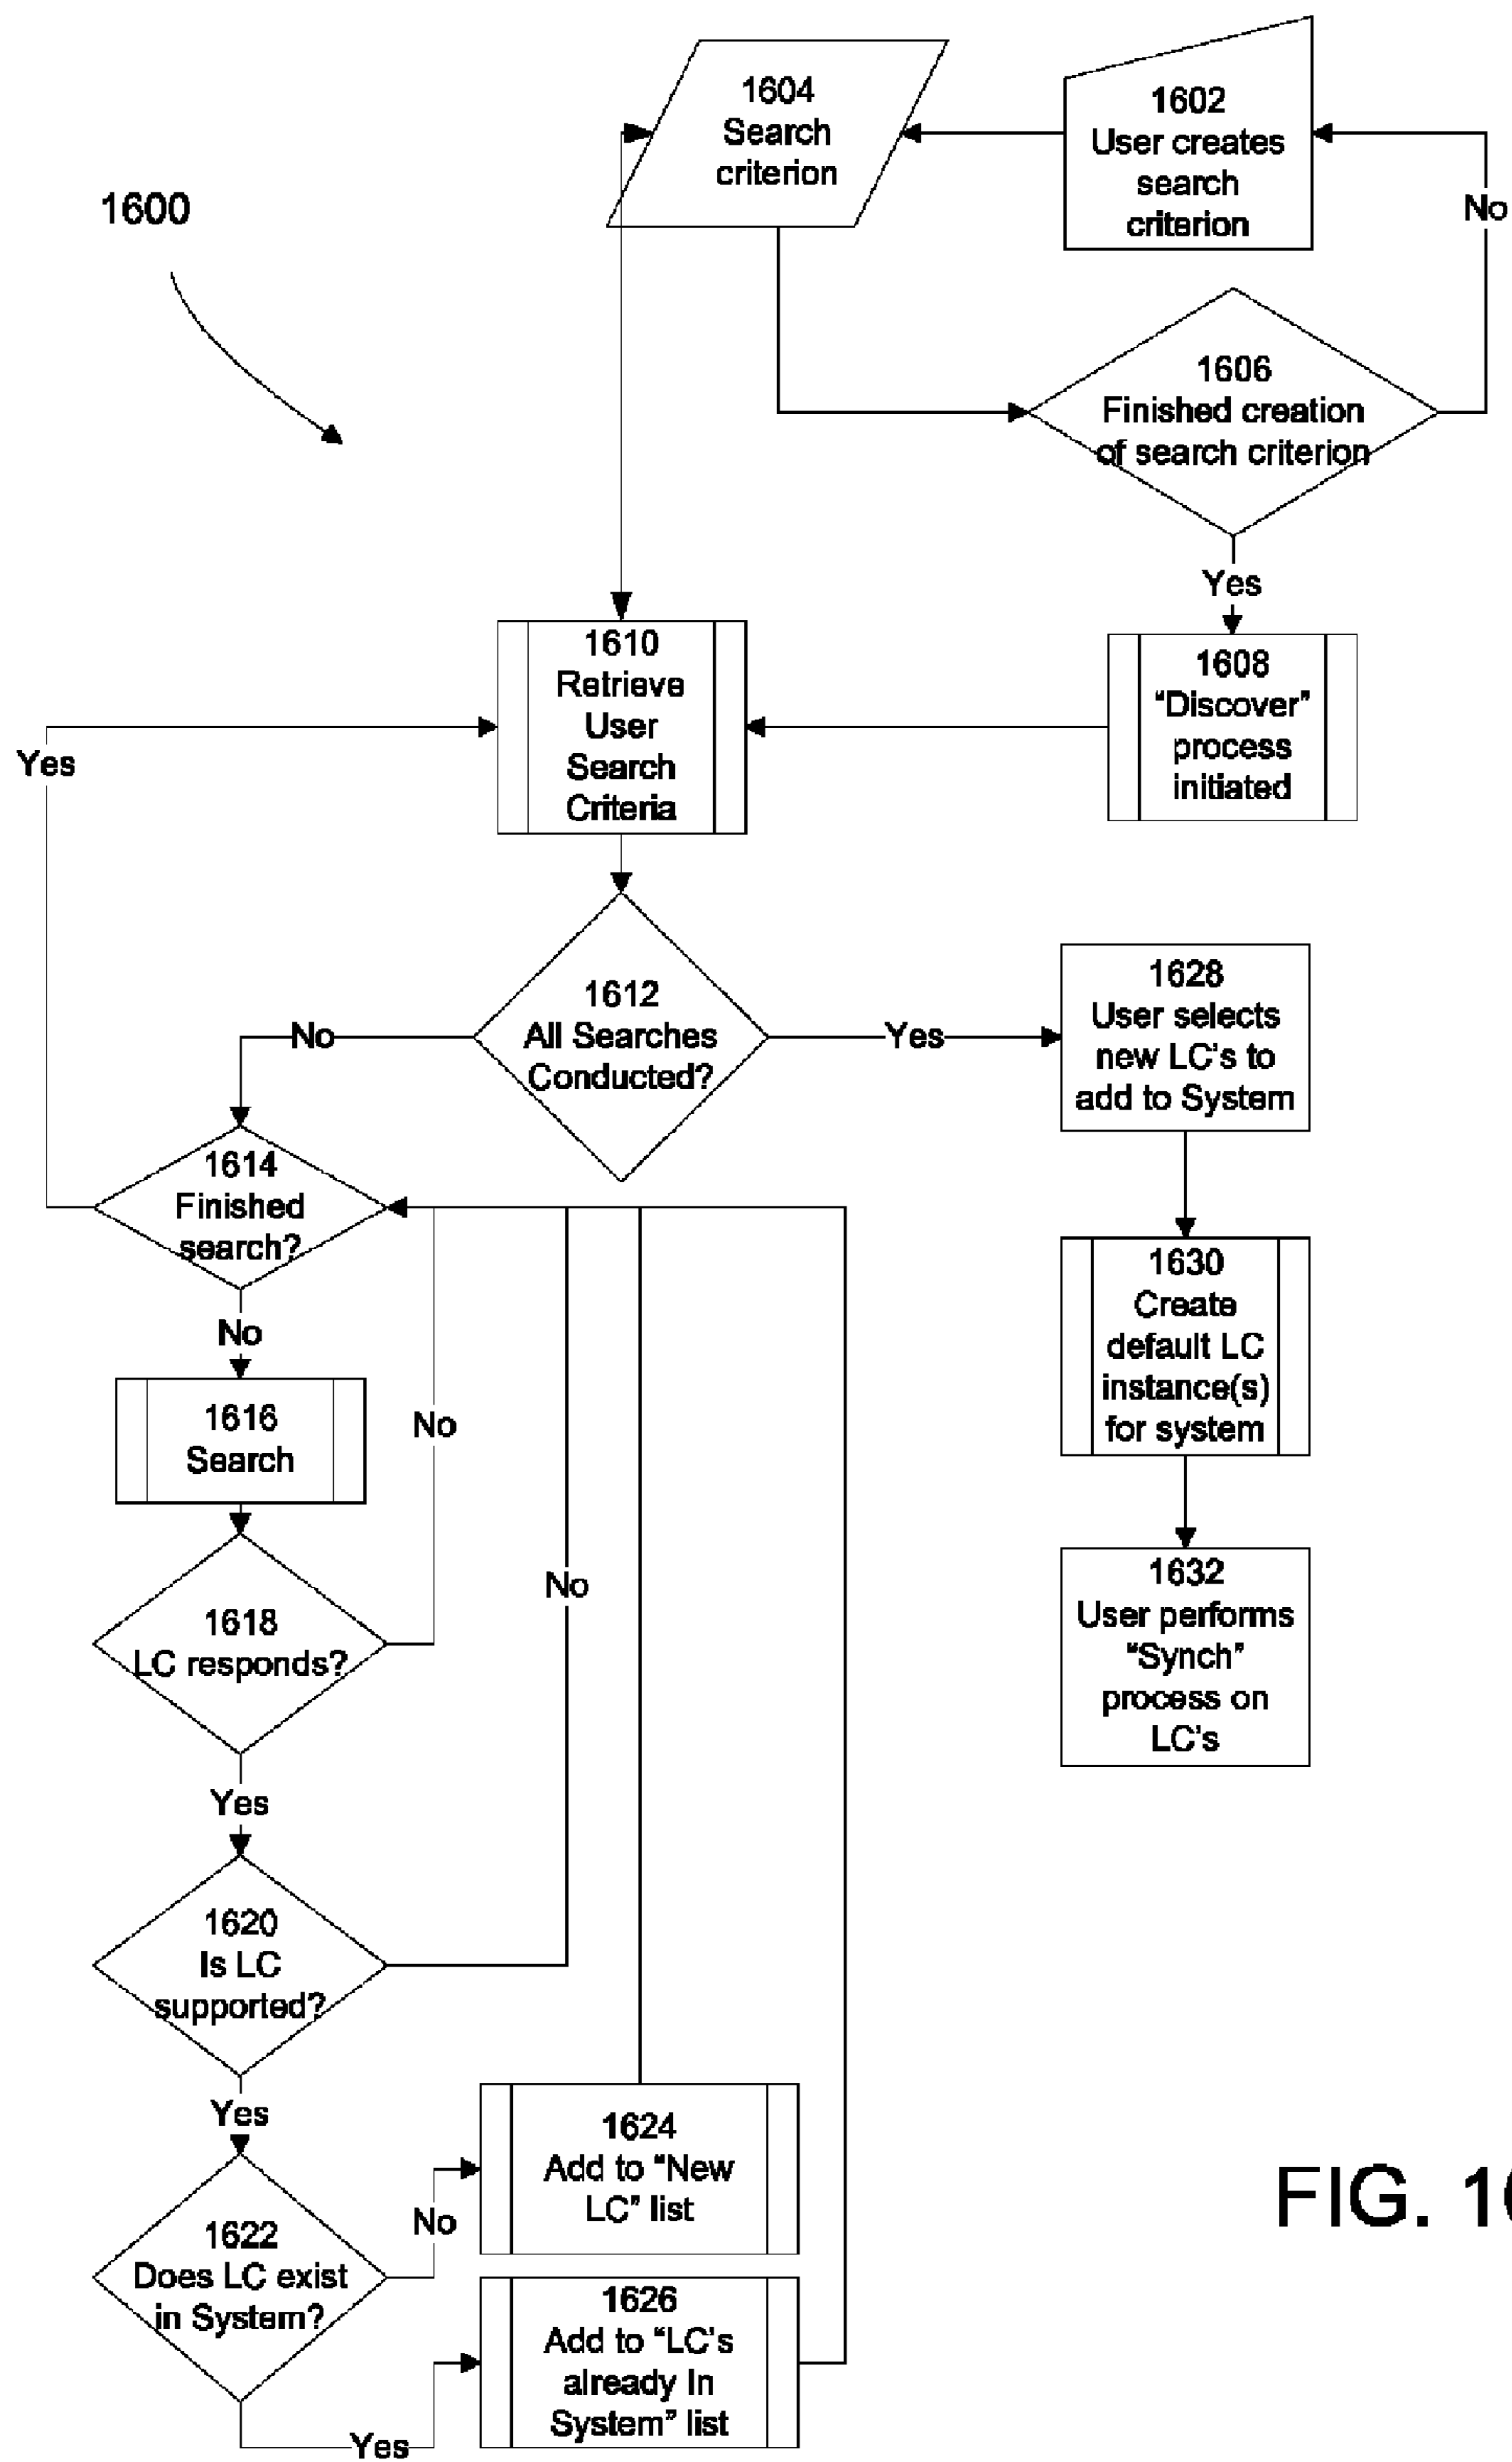 1604
Search
criterion
1602
User creates
search
criterion
No
1600
1606
Finished creation
of search criterion
Yes
1610
Retrieve
User
Search
Criteria
1608
"Discover"
process
initiated
Yes
1612
All Searches
Conducted?
No
Yes
1628
User selects
new LC's to
add to System
1614
Finished
search?
No
1630
Create
default LC
instance(s)
for system
1616
Search
No
1618
LC responds?
No
1632
User performs
"Synch"
process on
LC's
Yes
1620
Is LC
supported?
Yes
1624
Add to "New
LC" list
No
1622
Does LC exist
in System?
1626
Add to "LC's
already In
System" list
Yes
FIG. 16